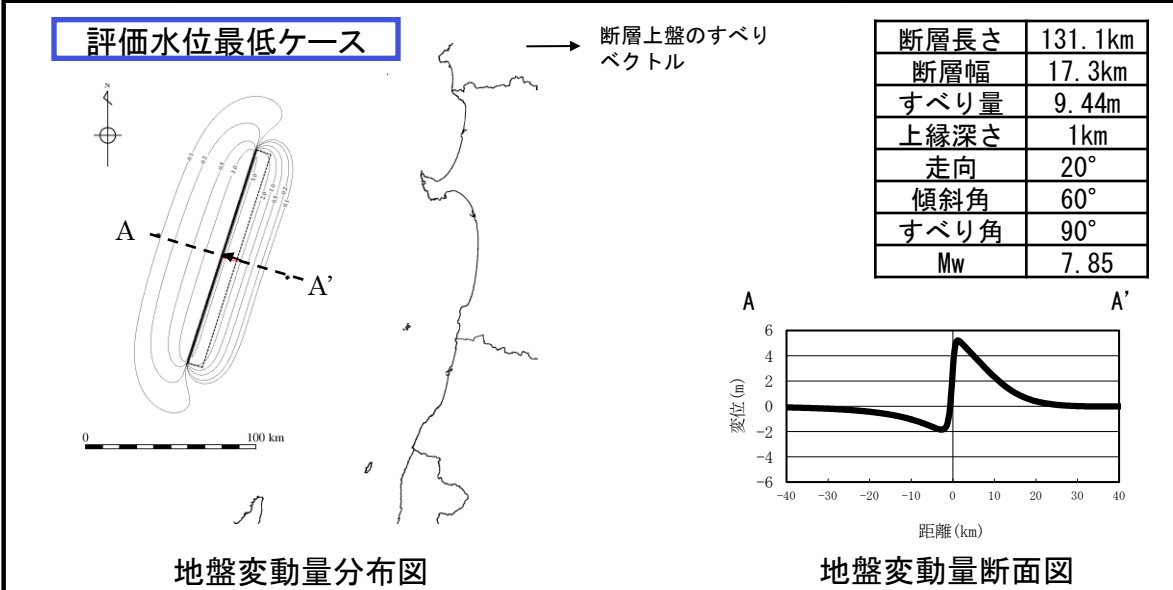 評価水位最低ケース
断層上盤のすべり
ベクトル
断層長さ 131.1km
断層幅 17.3km
すべり量 9.44m
上縁深さ 1km
走向 20°
傾斜角 60°
すべり角 90°
Mw 7.85
N
A
A'
0 100 km
地盤変動量分布図
A A'
変位(m)
6
4
2
0
-2
-4
-6
-40 -30 -20 -10 0 10 20 30 40
距離(km)
地盤変動量断面図